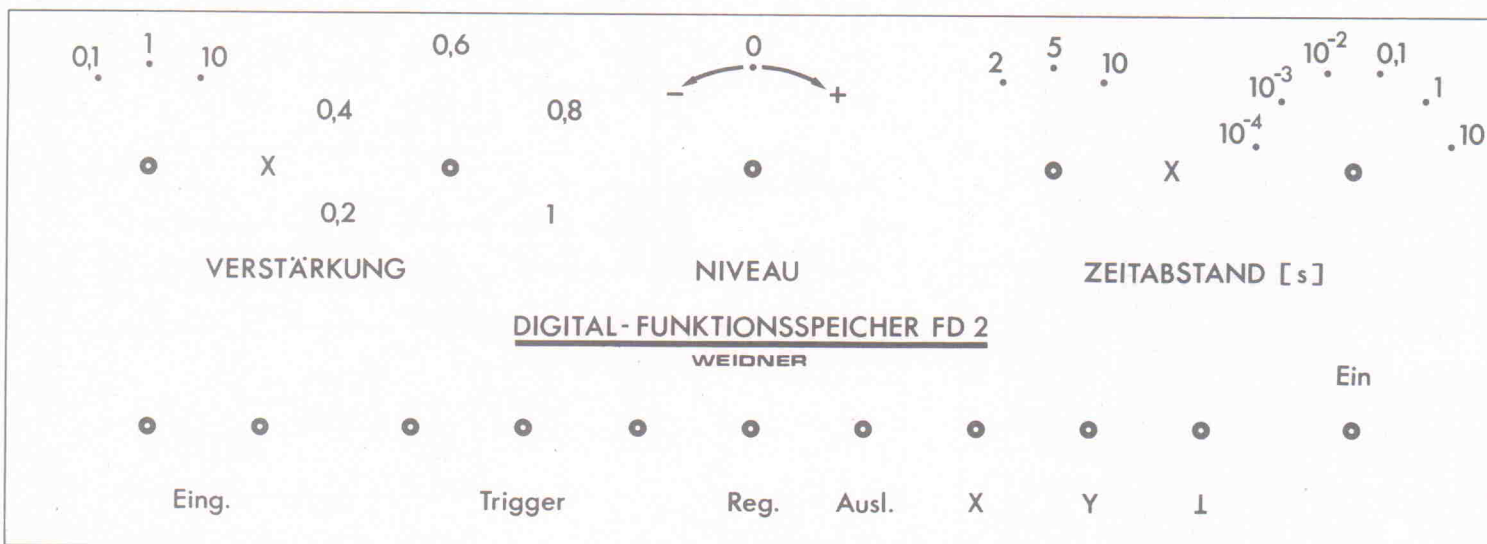 0,1 1 10 0,6 0 2 5 10 10⁻² 0,1
0,4 0,8 − + 10⁻³ 1
10⁻⁴ 10
X X
0,2 1
VERSTÄRKUNG NIVEAU ZEITABSTAND [s]
DIGITAL-FUNKTIONSSPEICHER FD 2
WEIDNER
Ein
Eing. Trigger Reg. Ausl. X Y ⊥